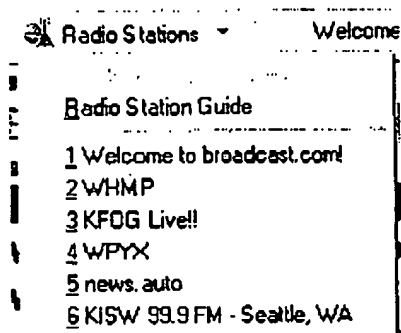 Radio Stations Welcome
Radio Station Guide
1 Welcome to broadcast.com!
2 WHMP
3 KFOG Live!!
4 WPYX
5 news.auto
6 KISW 99.9 FM - Seattle, WA